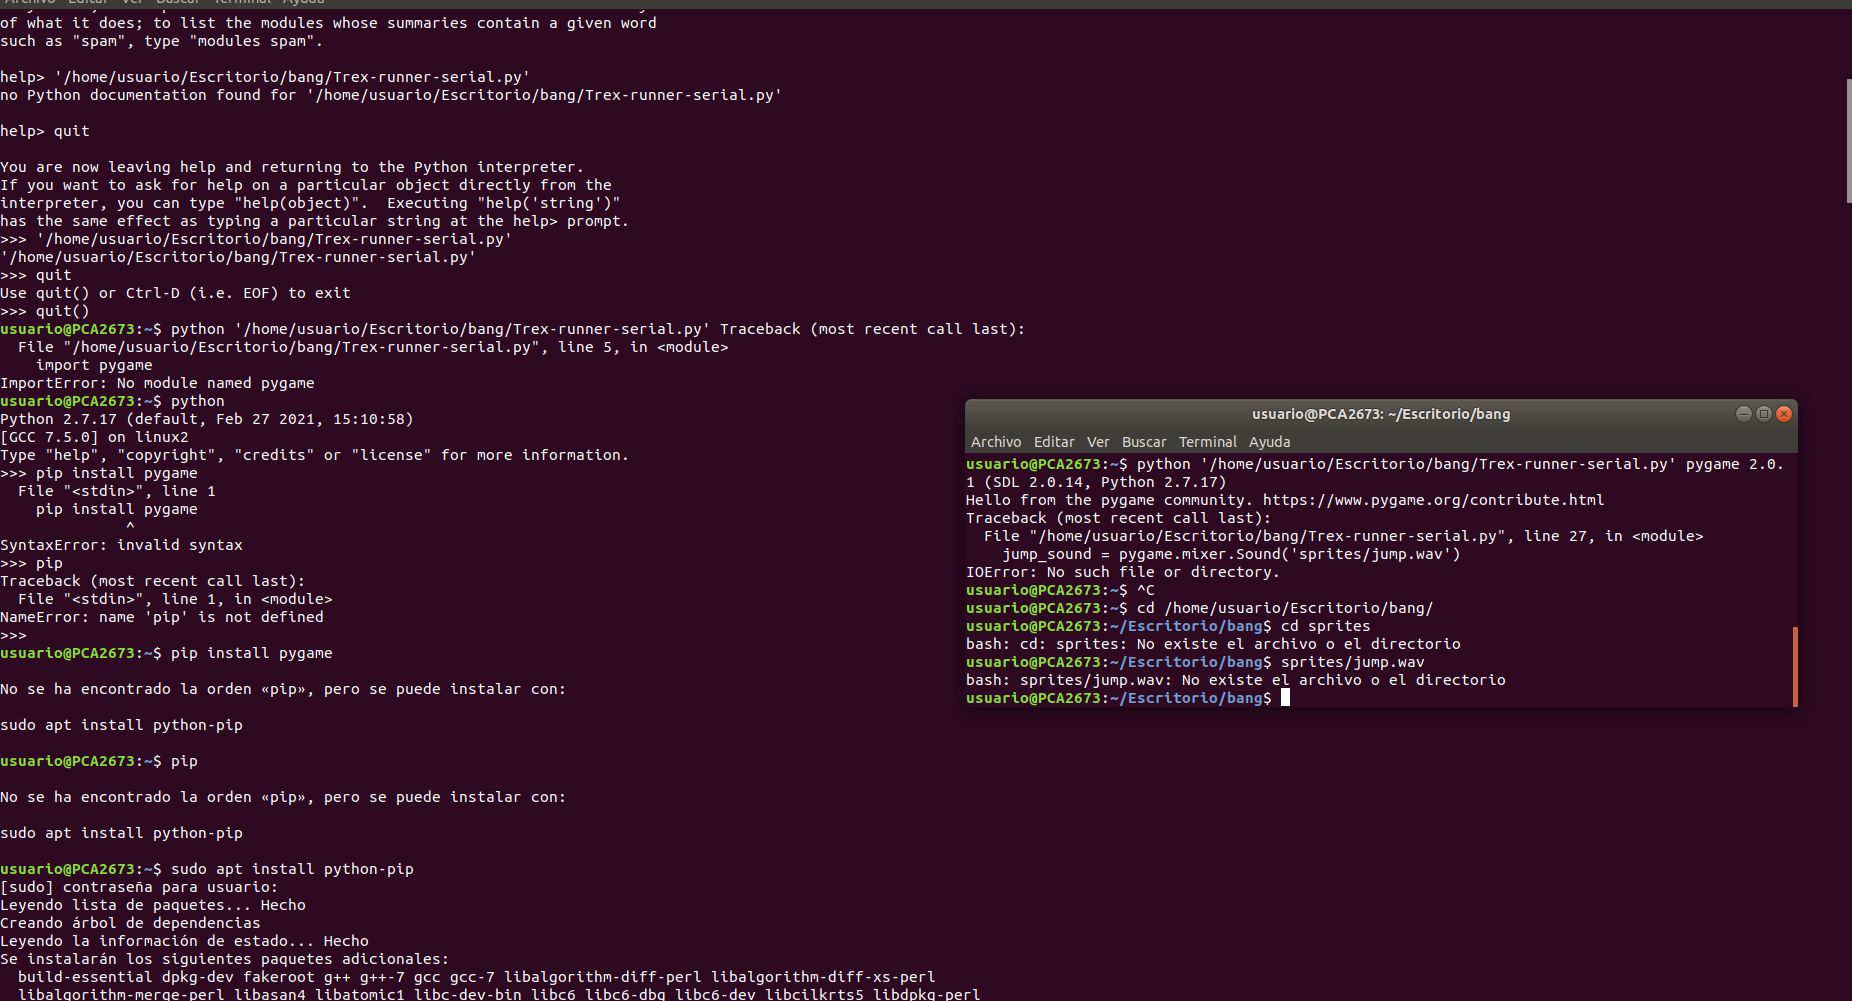 Archivo Editar Ver Buscar Terminal Ayuda
of what it does; to list the modules whose summaries contain a given word
such as "spam", type "modules spam".
help> '/home/usuario/Escritorio/bang/Trex-runner-serial.py'
no Python documentation found for '/home/usuario/Escritorio/bang/Trex-runner-serial.py'
help> quit
You are now leaving help and returning to the Python interpreter.
If you want to ask for help on a particular object directly from the
interpreter, you can type "help(object)".  Executing "help('string')"
has the same effect as typing a particular string at the help> prompt.
>>> '/home/usuario/Escritorio/bang/Trex-runner-serial.py'
'/home/usuario/Escritorio/bang/Trex-runner-serial.py'
>>> quit
Use quit() or Ctrl-D (i.e. EOF) to exit
>>> quit()
usuario@PCA2673:~$ python '/home/usuario/Escritorio/bang/Trex-runner-serial.py' Traceback (most recent call last):
  File "/home/usuario/Escritorio/bang/Trex-runner-serial.py", line 5, in <module>
    import pygame
ImportError: No module named pygame
usuario@PCA2673:~$ python
Python 2.7.17 (default, Feb 27 2021, 15:10:58)
[GCC 7.5.0] on linux2
Type "help", "copyright", "credits" or "license" for more information.
>>> pip install pygame
  File "<stdin>", line 1
    pip install pygame
              ^
SyntaxError: invalid syntax
>>> pip
Traceback (most recent call last):
  File "<stdin>", line 1, in <module>
NameError: name 'pip' is not defined
>>>
usuario@PCA2673:~$ pip install pygame
No se ha encontrado la orden «pip», pero se puede instalar con:
sudo apt install python-pip
usuario@PCA2673:~$ pip
No se ha encontrado la orden «pip», pero se puede instalar con:
sudo apt install python-pip
usuario@PCA2673:~$ sudo apt install python-pip
[sudo] contraseña para usuario:
Leyendo lista de paquetes... Hecho
Creando árbol de dependencias
Leyendo la información de estado... Hecho
Se instalarán los siguientes paquetes adicionales:
  build-essential dpkg-dev fakeroot g++ g++-7 gcc gcc-7 libalgorithm-diff-perl libalgorithm-diff-xs-perl
  libalgorithm-merge-perl libasan4 libatomic1 libc-dev-bin libc6 libc6-dbg libc6-dev libcilkrts5 libdpkg-perl
usuario@PCA2673: ~/Escritorio/bang
Archivo Editar Ver Buscar Terminal Ayuda
usuario@PCA2673:~$ python '/home/usuario/Escritorio/bang/Trex-runner-serial.py' pygame 2.0.
1 (SDL 2.0.14, Python 2.7.17)
Hello from the pygame community. https://www.pygame.org/contribute.html
Traceback (most recent call last):
  File "/home/usuario/Escritorio/bang/Trex-runner-serial.py", line 27, in <module>
    jump_sound = pygame.mixer.Sound('sprites/jump.wav')
IOError: No such file or directory.
usuario@PCA2673:~$ ^C
usuario@PCA2673:~$ cd /home/usuario/Escritorio/bang/
usuario@PCA2673:~/Escritorio/bang$ cd sprites
bash: cd: sprites: No existe el archivo o el directorio
usuario@PCA2673:~/Escritorio/bang$ sprites/jump.wav
bash: sprites/jump.wav: No existe el archivo o el directorio
usuario@PCA2673:~/Escritorio/bang$